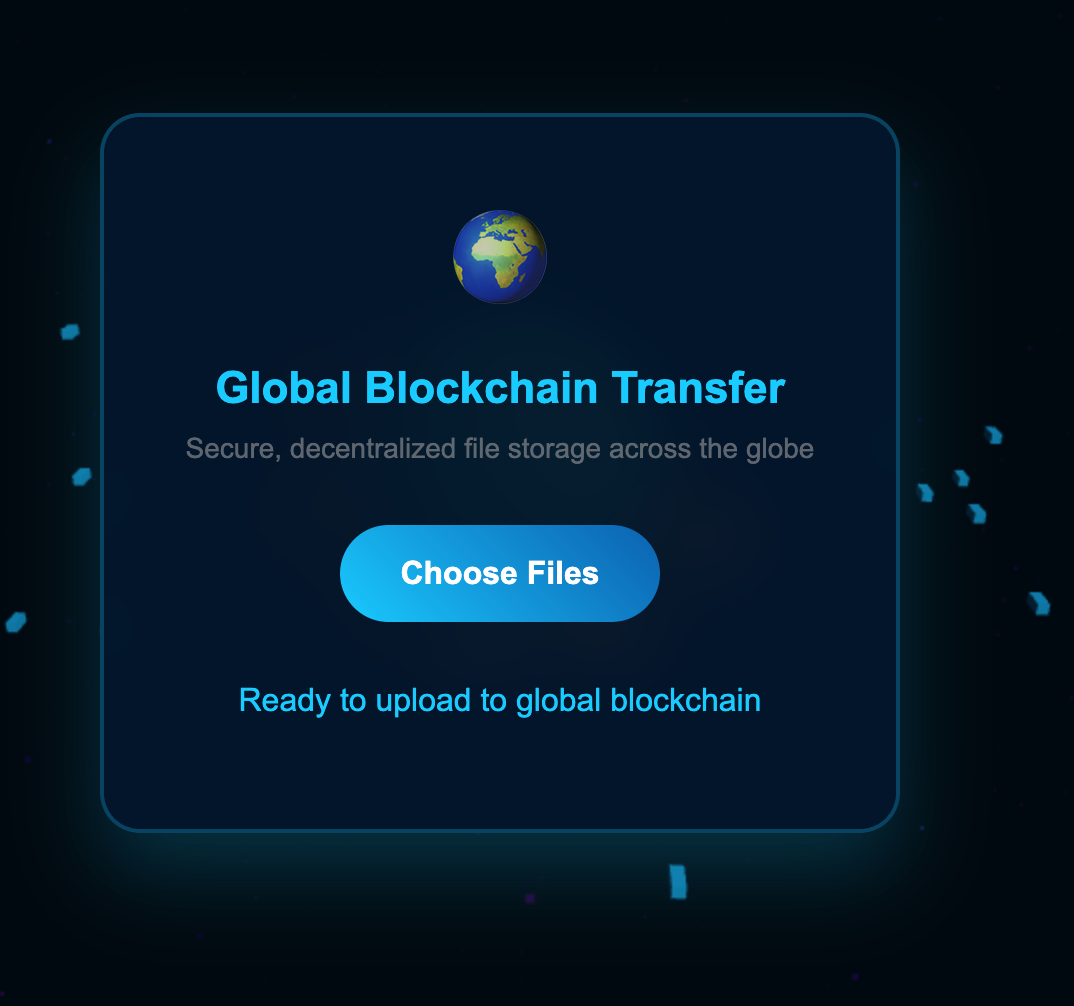 Global Blockchain Transfer
Secure, decentralized file storage across the globe
Choose Files
Ready to upload to global blockchain